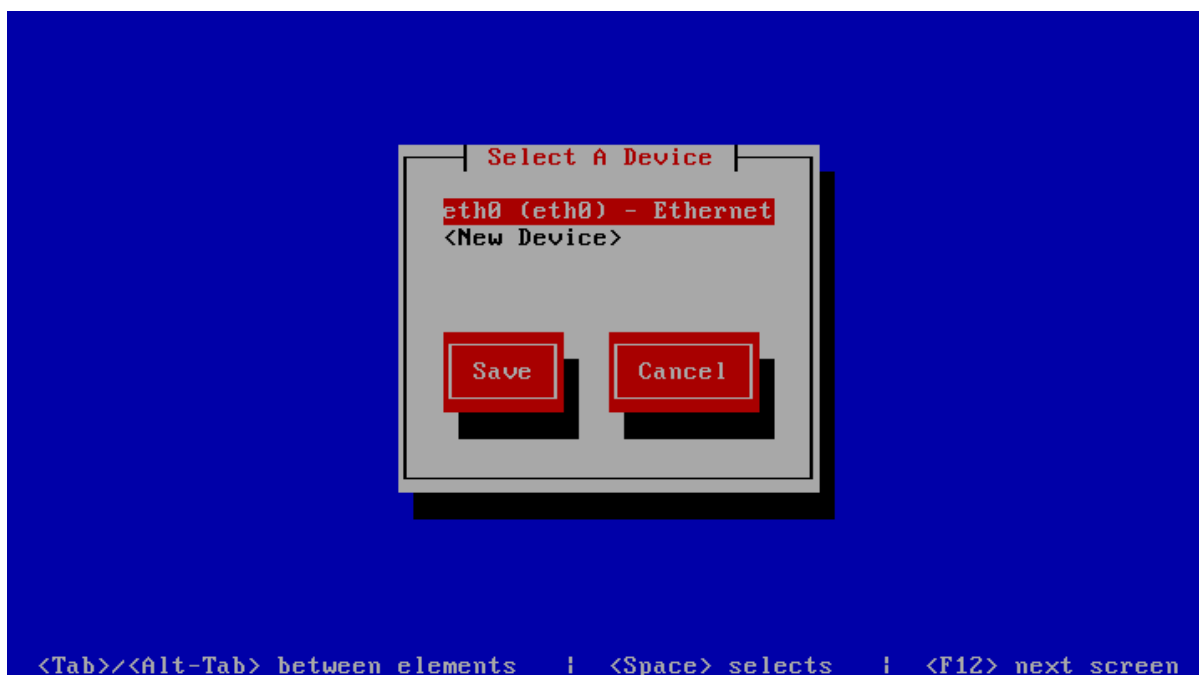 Select A Device
eth0 (eth0) - Ethernet
<New Device>
Save Cancel
<Tab>/<Alt-Tab> between elements | <Space> selects | <F12> next screen